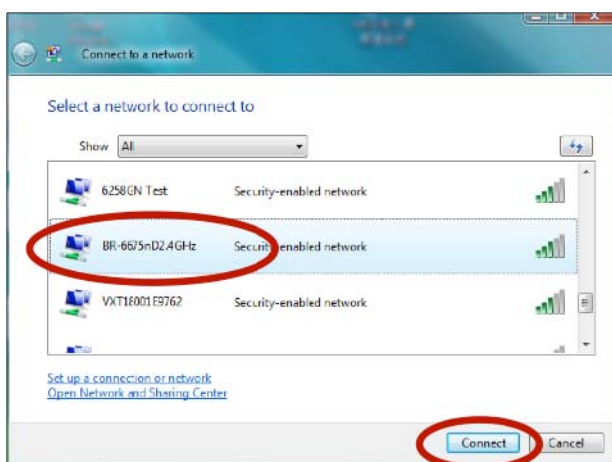 Connect to a network
Select a network to connect to
Show All
6258GN Test Security-enabled network
BR-6675nD2.4GHz Security-enabled network
VXT18001E9762 Security-enabled network
Set up a connection or network
Open Network and Sharing Center
Connect Cancel